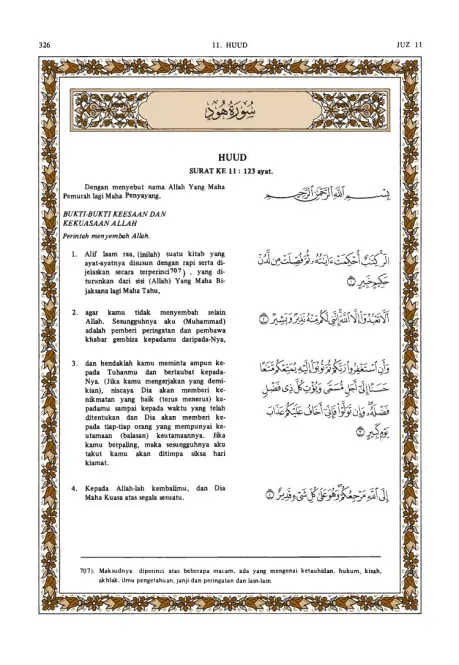 326
11. HUUD
JUZ 11
سُورَةُ هُودٍ
HUUD
SURAT KE 11 : 123 ayat.
Dengan menyebut nama Allah Yang Maha
Pemurah lagi Maha Penyayang.
بِسْمِ اللَّهِ الرَّحْمَٰنِ الرَّحِيمِ
BUKTI-BUKTI KEESAAN DAN
KEKUASAAN ALLAH
Perintah menyembah Allah.
1. Alif laam raa, (inilah) suatu kitab yang
ayat-ayatnya disusun dengan rapi serta di-
jelaskan secara terperinci707) , yang di-
turunkan dari sisi (Allah) Yang Maha Bi-
jaksana lagi Maha Tahu,
الٓر كِتَٰبٌ أُحْكِمَتْ ءَايَٰتُهُۥ ثُمَّ فُصِّلَتْ مِن لَّدُنْ
حَكِيمٍ خَبِيرٍ ١
2. agar kamu tidak menyembah selain
Allah. Sesungguhnya aku (Muhammad)
adalah pemberi peringatan dan pembawa
khabar gembira kepadamu daripada-Nya,
أَلَّا تَعْبُدُوٓا۟ إِلَّا ٱللَّهَ إِنَّنِى لَكُم مِّنْهُ نَذِيرٌ وَبَشِيرٌ ٢
3. dan hendaklah kamu meminta ampun ke-
pada Tuhanmu dan bertaubat kepada-
Nya. (Jika kamu mengerjakan yang demi-
kian), niscaya Dia akan memberi ke-
nikmatan yang baik (terus menerus) ke-
padamu sampai kepada waktu yang telah
ditentukan dan Dia akan memberi ke-
pada tiap-tiap orang yang mempunyai ke-
utamaan (balasan) keutamaannya. Jika
kamu berpaling, maka sesungguhnya aku
takut kamu akan ditimpa siksa hari
kiamat.
وَأَنِ ٱسْتَغْفِرُوا۟ رَبَّكُمْ ثُمَّ تُوبُوٓا۟ إِلَيْهِ يُمَتِّعْكُم مَّتَٰعًا
حَسَنًا إِلَىٰٓ أَجَلٍ مُّسَمًّى وَيُؤْتِ كُلَّ ذِى فَضْلٍ
فَضْلَهُۥ وَإِن تَوَلَّوْا۟ فَإِنِّىٓ أَخَافُ عَلَيْكُمْ عَذَابَ
يَوْمٍ كَبِيرٍ ٣
4. Kepada Allah-lah kembalimu, dan Dia
Maha Kuasa atas segala sesuatu.
إِلَى ٱللَّهِ مَرْجِعُكُمْ وَهُوَ عَلَىٰ كُلِّ شَىْءٍ قَدِيرٌ ٤
707). Maksudnya: diperinci atas beberapa macam, ada yang mengenai ketauhidan, hukum, kisah,
akhlak, ilmu pengetahuan, janji dan peringatan dan lain-lain.